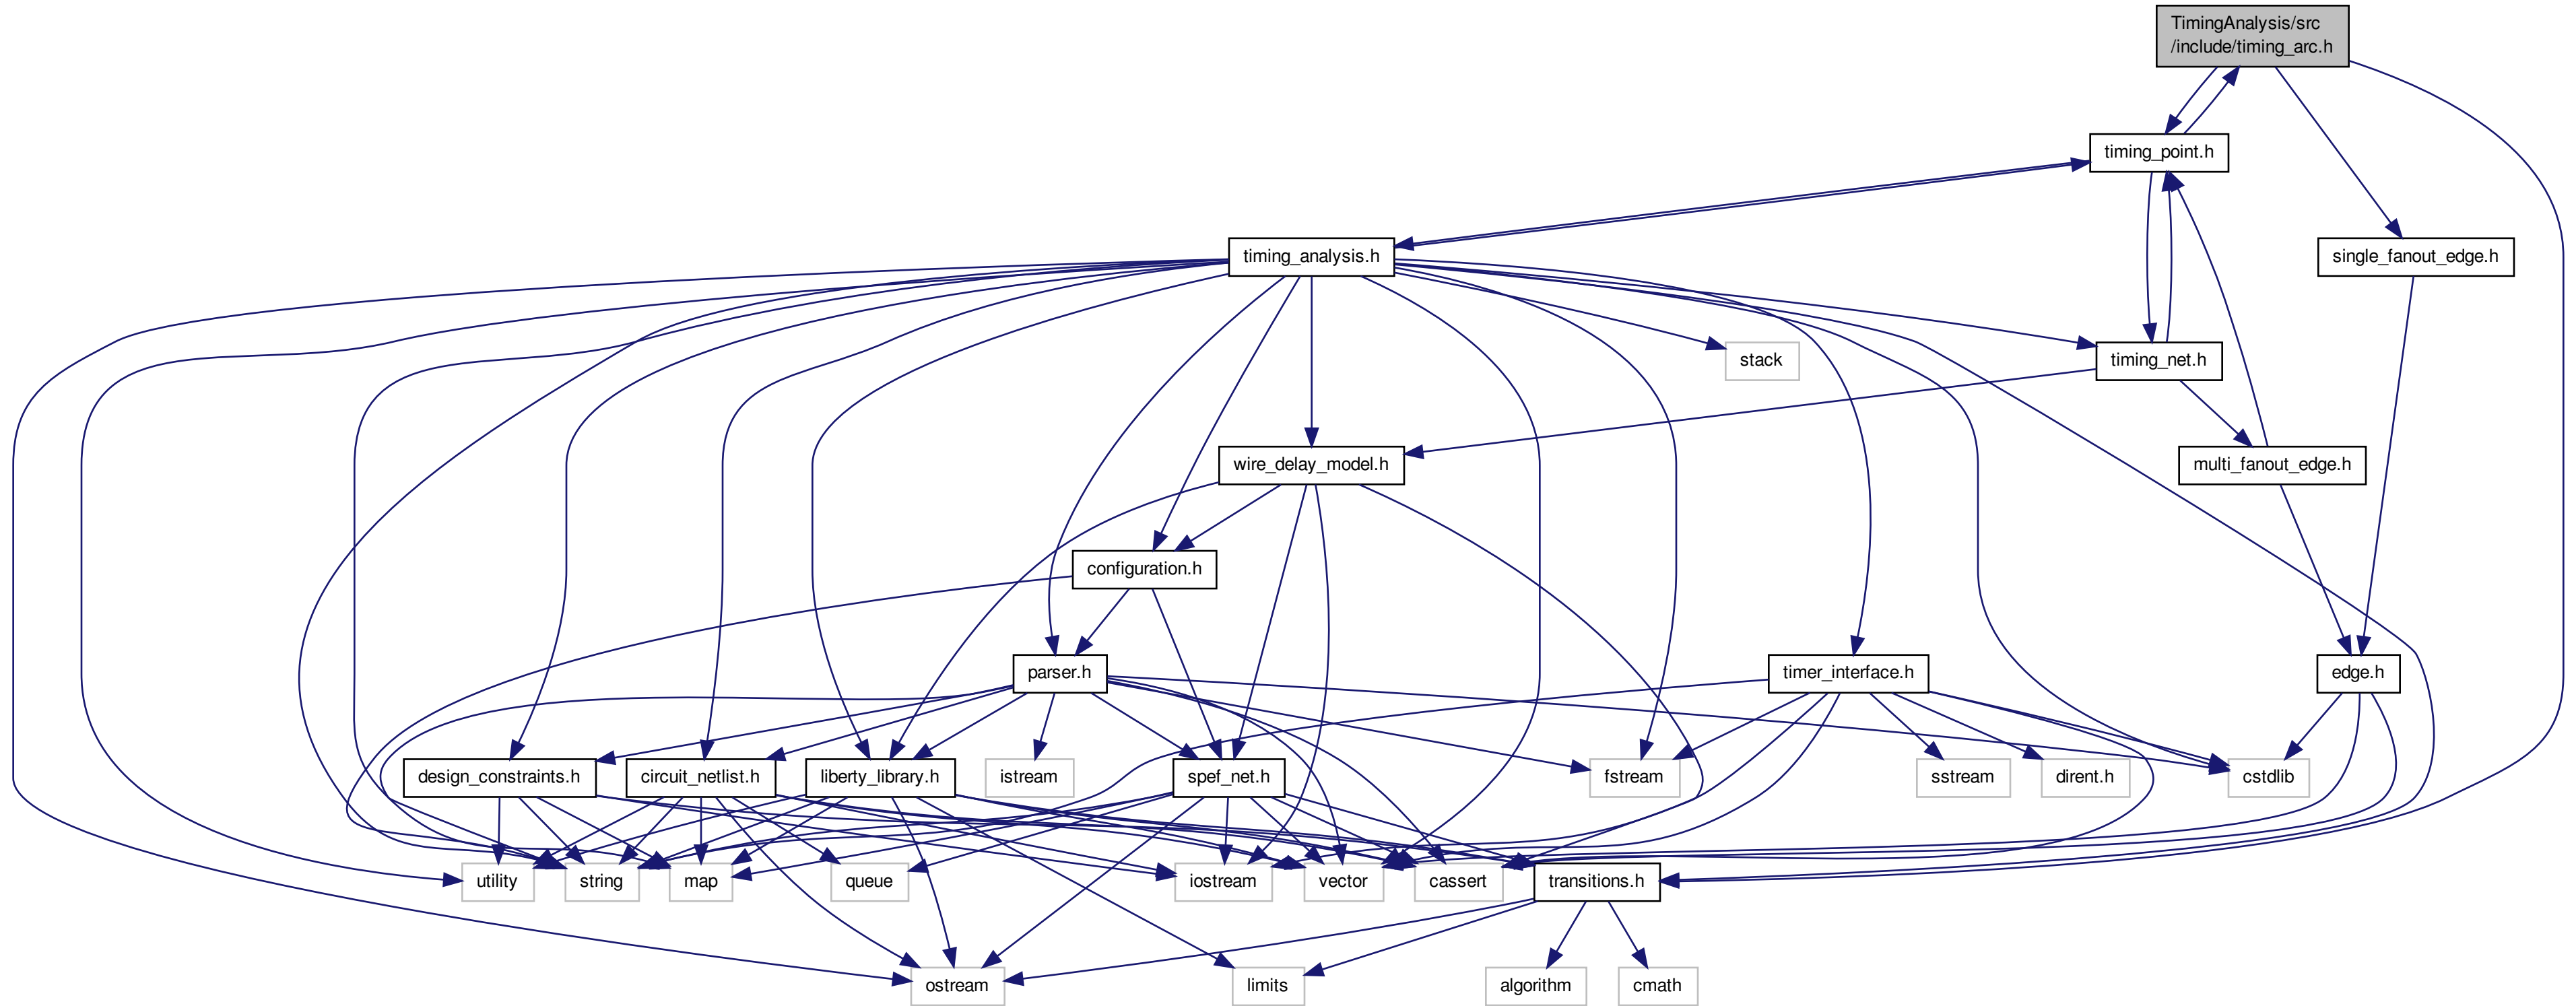 TimingAnalysis/src
/include/timing_arc.h
timing_point.h
timing_analysis.h
single_fanout_edge.h
stack
timing_net.h
wire_delay_model.h
multi_fanout_edge.h
configuration.h
parser.h
timer_interface.h
edge.h
design_constraints.h
circuit_netlist.h
liberty_library.h
istream
spef_net.h
fstream
sstream
dirent.h
cstdlib
utility
string
map
queue
iostream
vector
cassert
transitions.h
ostream
limits
algorithm
cmath